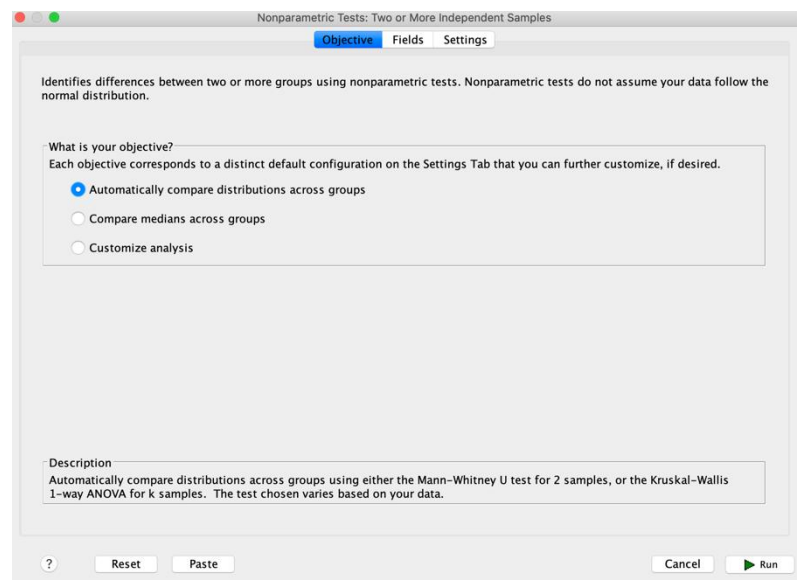 Nonparametric Tests: Two or More Independent Samples
Objective Fields Settings
Identifies differences between two or more groups using nonparametric tests. Nonparametric tests do not assume your data follow the
normal distribution.
What is your objective?
Each objective corresponds to a distinct default configuration on the Settings Tab that you can further customize, if desired.
Automatically compare distributions across groups
Compare medians across groups
Customize analysis
Description
Automatically compare distributions across groups using either the Mann-Whitney U test for 2 samples, or the Kruskal-Wallis
1-way ANOVA for k samples. The test chosen varies based on your data.
? Reset Paste Cancel Run